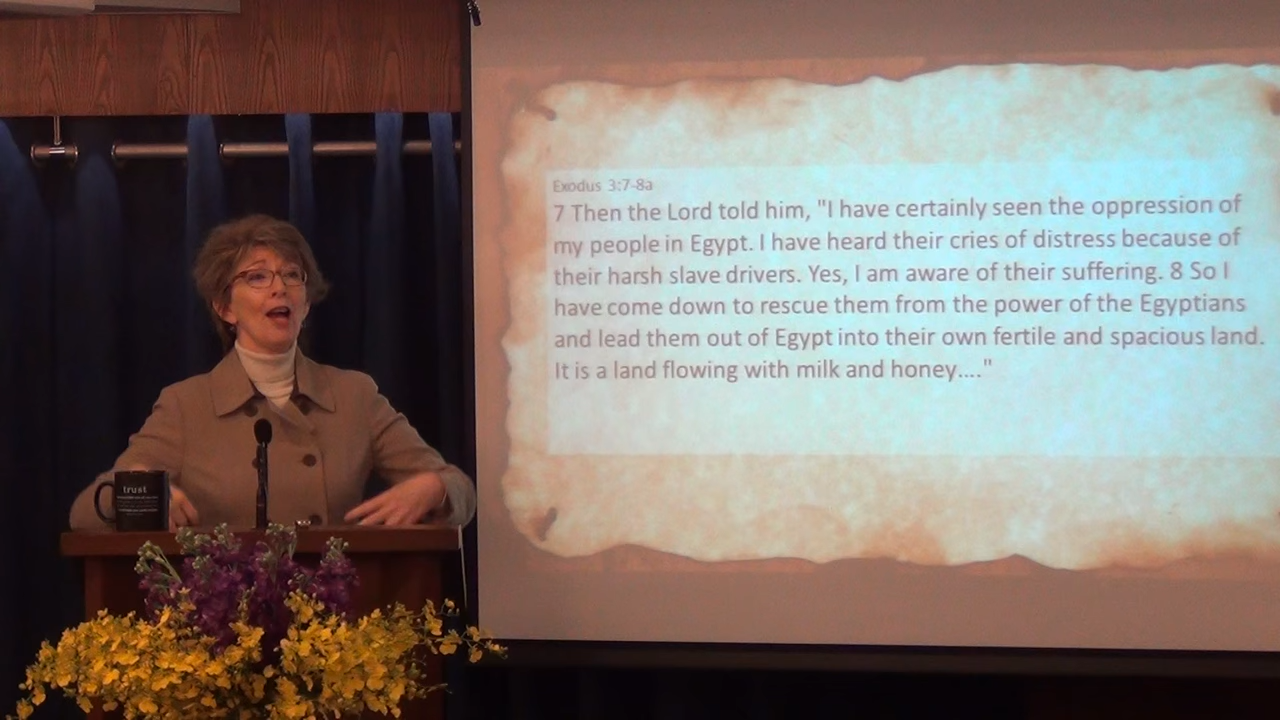 Exodus 3:7-8a
7 Then the Lord told him, "I have certainly seen the oppression of
my people in Egypt. I have heard their cries of distress because of
their harsh slave drivers. Yes, I am aware of their suffering. 8 So I
have come down to rescue them from the power of the Egyptians
and lead them out of Egypt into their own fertile and spacious land.
It is a land flowing with milk and honey...."
trust